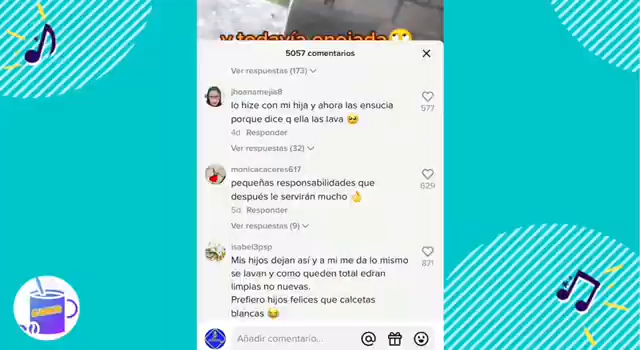 y todavía enojada🙄
5057 comentarios
Ver respuestas (173)
jhoanamejia8
lo hize con mi hija y ahora las ensucia
porque dice q ella las lava 🥹
577
4d Responder
Ver respuestas (32)
monicacaceres617
pequeñas responsabilidades que
después le servirán mucho 👌
629
5d Responder
Ver respuestas (9)
isabel3psp
Mis hijos dejan así y a mi me da lo mismo
se lavan y como queden total edran
limpias no nuevas.
Prefiero hijos felices que calcetas
blancas 😂
871
Añadir comentario...